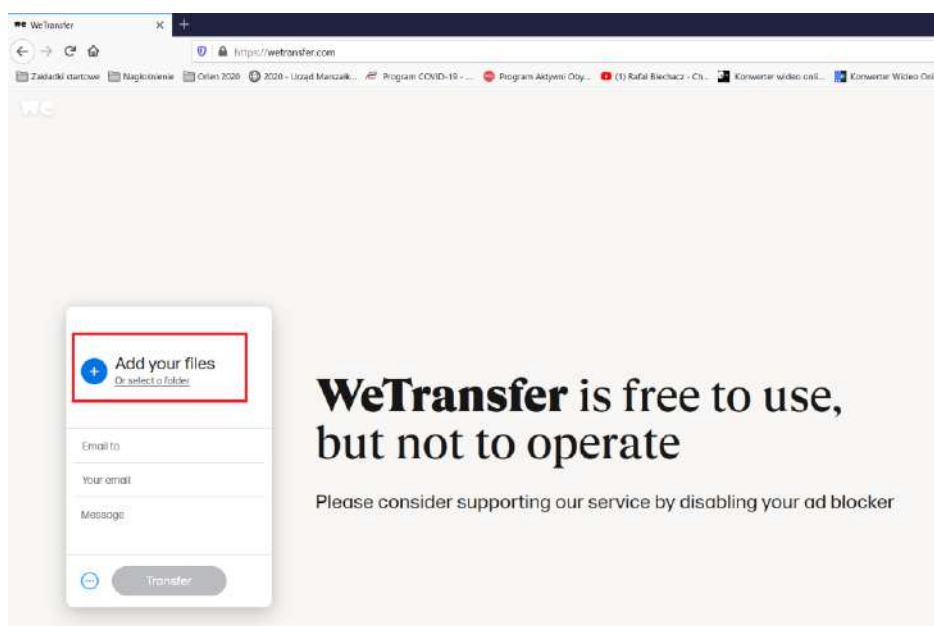 we WeTransfer
https://wetransfer.com
Zakładki startowe Nagłośnienie Orlen 2020 2020 - Urząd Marszałk... Program COVID-19 - ... Program Aktywni Oby... (1) Rafał Blechacz - Ch... Konwerter wideo onli... Konwerter Wideo Onl
we
Add your files
Or select a folder
WeTransfer is free to use,
but not to operate
Email to
Your email
Please consider supporting our service by disabling your ad blocker
Message
Transfer